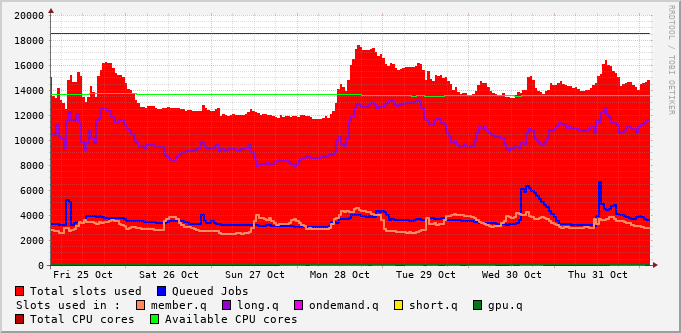 20000
18000
16000
14000
12000
10000
8000
6000
4000
2000
0
Fri 25 Oct Sat 26 Oct Sun 27 Oct Mon 28 Oct Tue 29 Oct Wed 30 Oct Thu 31 Oct
Total slots used Queued Jobs
Slots used in : member.q long.q ondemand.q short.q gpu.q
Total CPU cores Available CPU cores
RRDTOOL / TOBI OETIKER